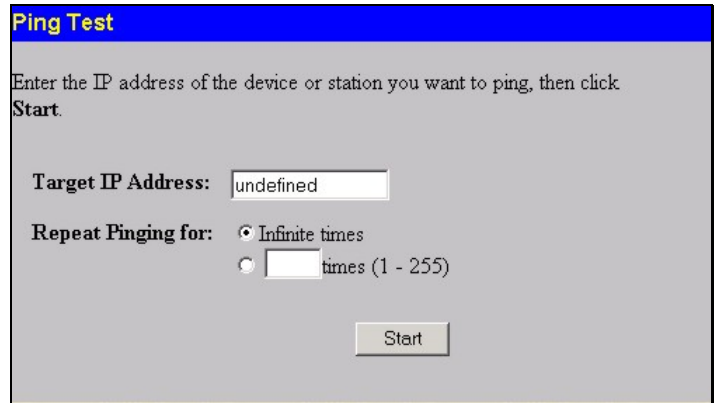 Ping Test
Enter the IP address of the device or station you want to ping, then click
Start.
Target IP Address: undefined
Repeat Pinging for: Infinite times
times (1 - 255)
Start